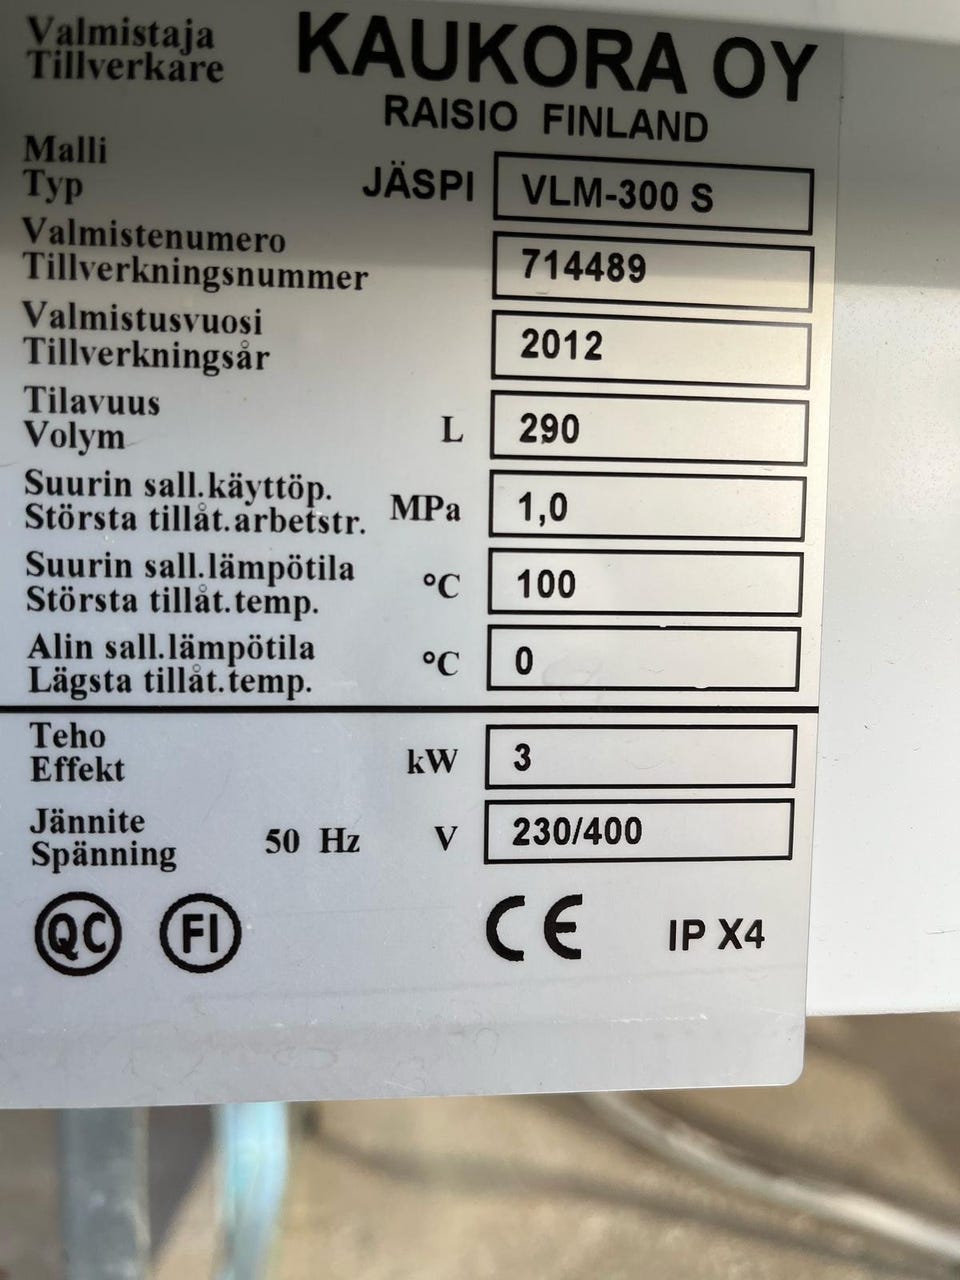 Valmistaja
Tillverkare
KAUKORA OY
RAISIO FINLAND
Malli
Typ
JÄSPI VLM-300 S
Valmistenumero
Tillverkningsnummer
714489
Valmistusvuosi
Tillverkningsår
2012
Tilavuus
Volym
L 290
Suurin sall.käyttöp.
Största tillåt.arbetstr.
MPa 1,0
Suurin sall.lämpötila
Största tillåt.temp.
°C 100
Alin sall.lämpötila
Lägsta tillåt.temp.
°C 0
Teho
Effekt
kW 3
Jännite
Spänning
50 Hz V 230/400
QC FI CE IP X4